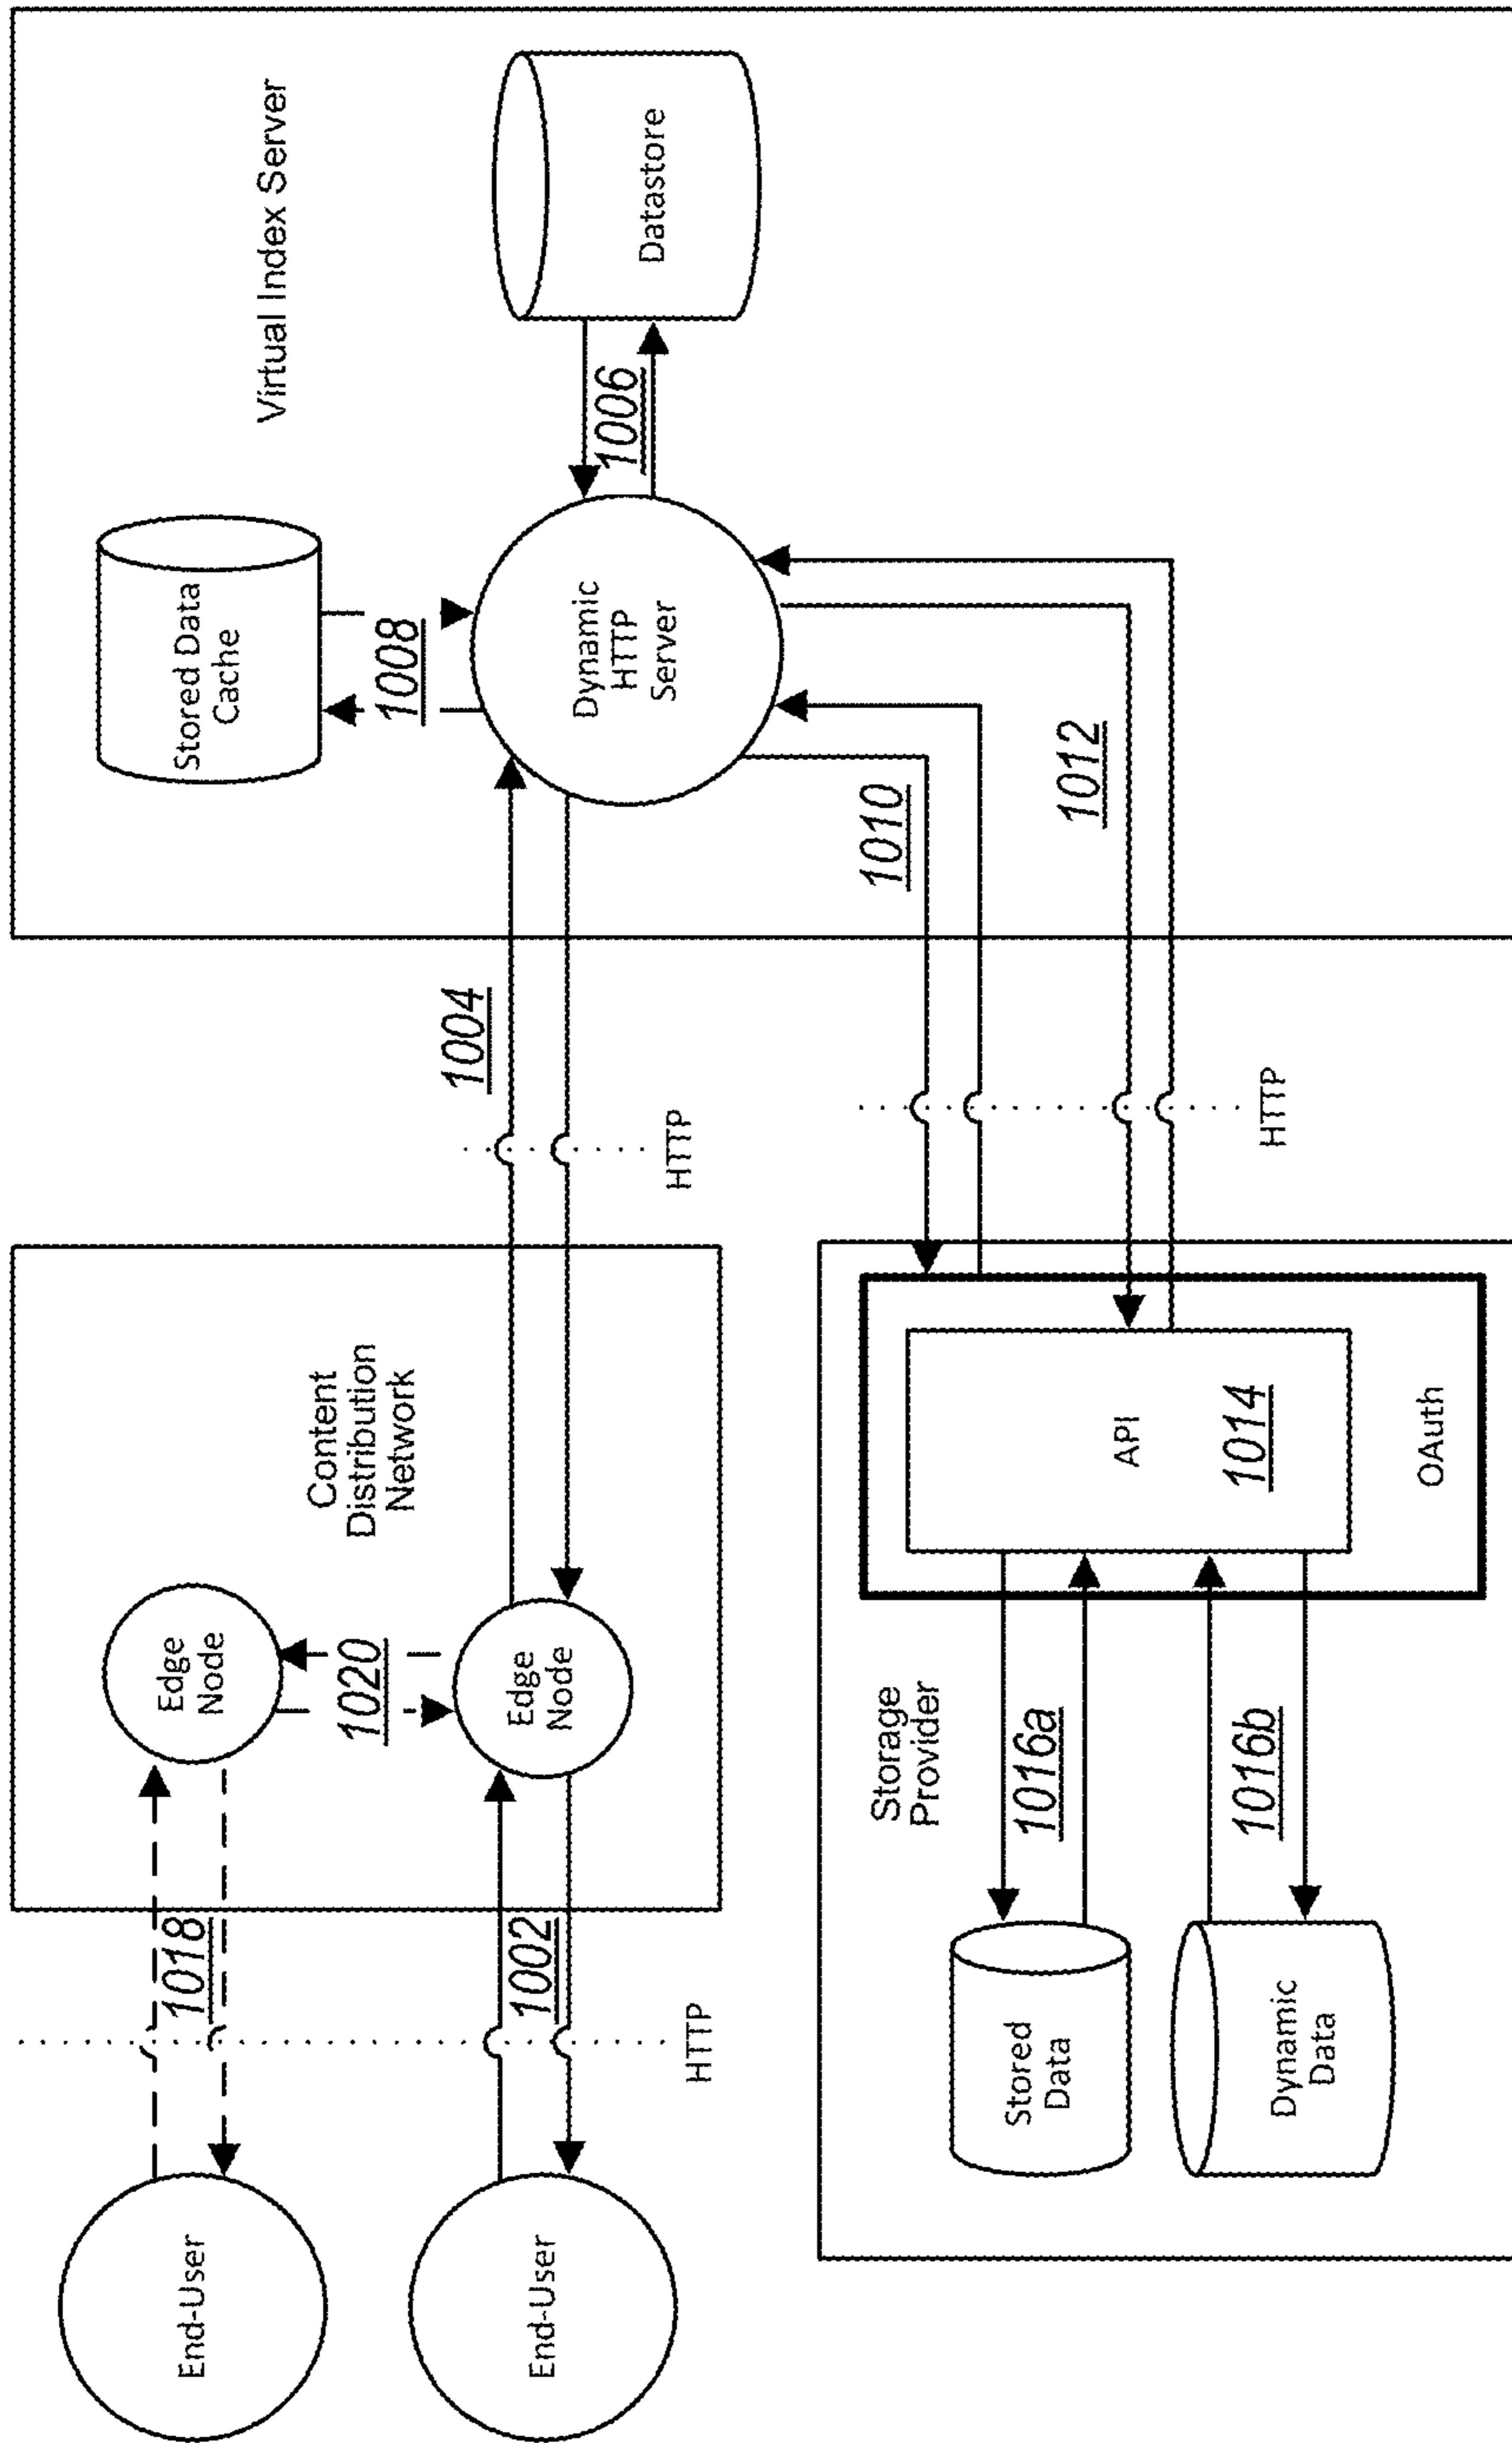 End-User
1018
HTTP
Edge
Node
1020
Content
Distribution
Network
End-User
1002
Edge
Node
1004
HTTP
Virtual Index Server
Stored Data
Cache
1008
Dynamic
HTTP
Server
1006
Datastore
1010
1012
HTTP
Storage
Provider
Stored
Data
1016a
Dynamic
Data
1016b
API
1014
OAuth